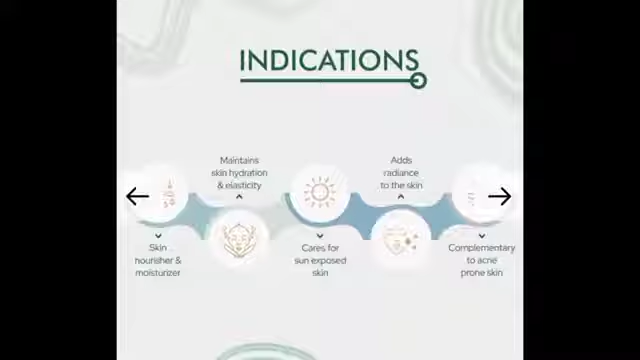 INDICATIONS
Maintains
skin hydration
& elasticity
Adds
radiance
to the skin
Skin
nourisher &
moisturizer
Cares for
sun exposed
skin
Complementary
to acne
prone skin